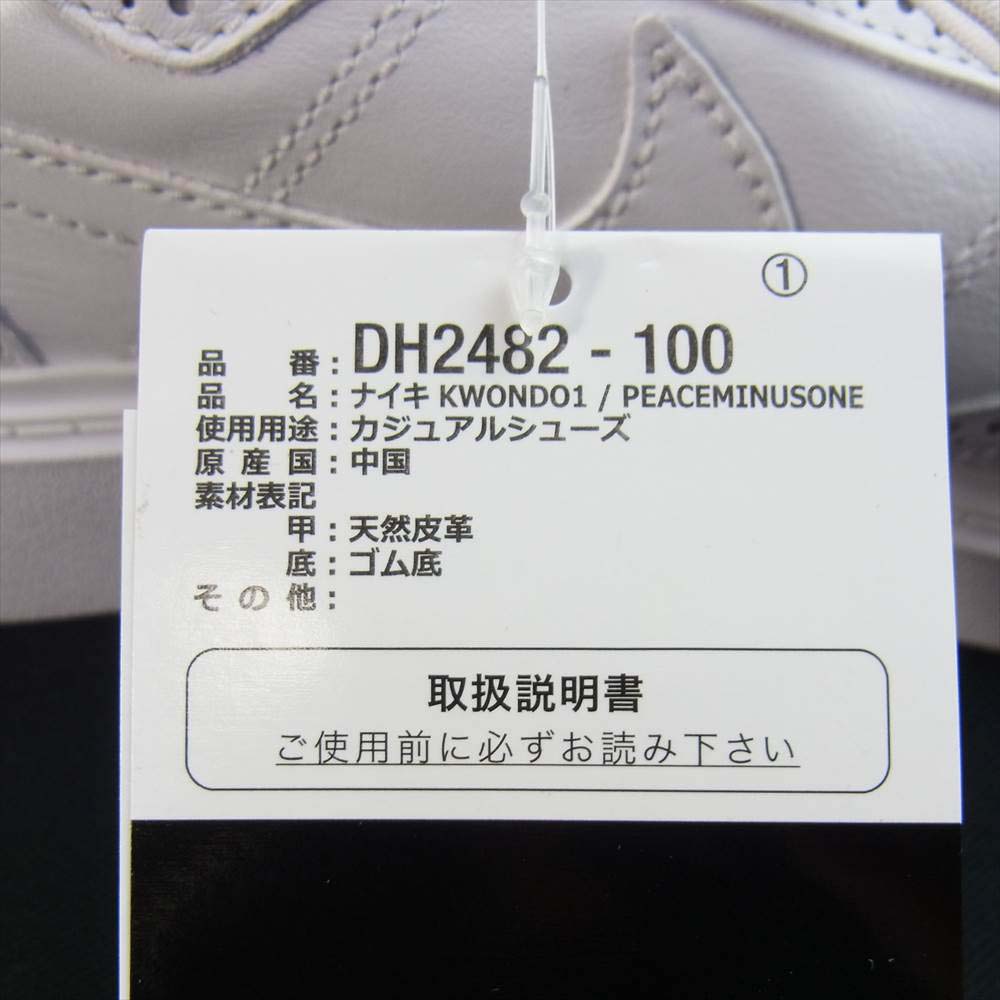 ①
品番:DH2482-100
品名:ナイキ KWONDO1 / PEACEMINUSONE
使用用途:カジュアルシューズ
原産国:中国
素材表記
甲:天然皮革
底:ゴム底
その他:
取扱説明書
ご使用前に必ずお読み下さい